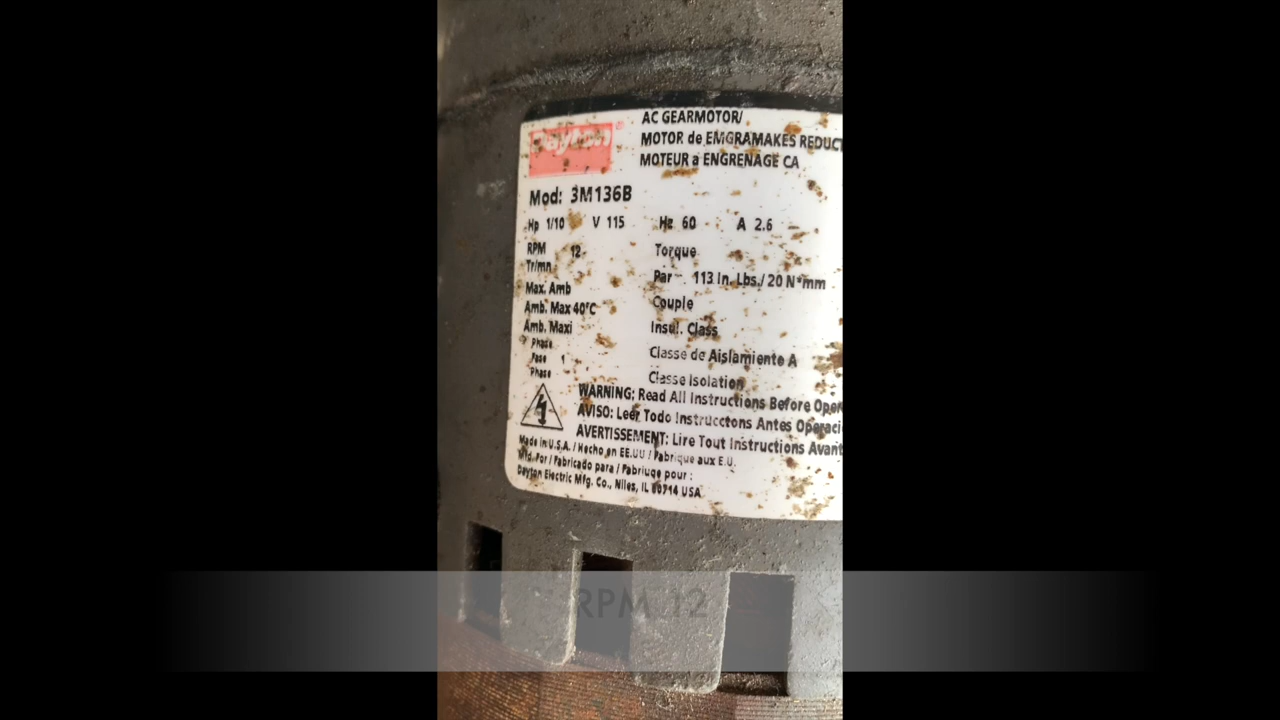 Dayton®
AC GEARMOTOR/
MOTOR de EMGRAMAKES REDUCT
MOTEUR a ENGRENAGE CA
Mod: 3M136B
Hp 1/10 V 115 Hz 60 A 2.6
RPM 12
Tr/mn
Torque
Par 113 In. Lbs./ 20 N*mm
Couple
Max. Amb
Amb. Max 40°C
Amb. Maxi
Insul. Class
Classe de Aislamiente A
Classe Isolation
Phase
Fase 1
Phase
WARNING: Read All Instructions Before Oper
AVISO: Leer Todo Instrucctons Antes Operaci
AVERTISSEMENT: Lire Tout Instructions Avant
Made in U.S.A. / Hecho en EE.UU / Fabrique aux E.U.
Mfd. For / Fabricado para / Fabriuqe pour :
Dayton Electric Mfg. Co., Niles, IL 60714 USA
RPM 12